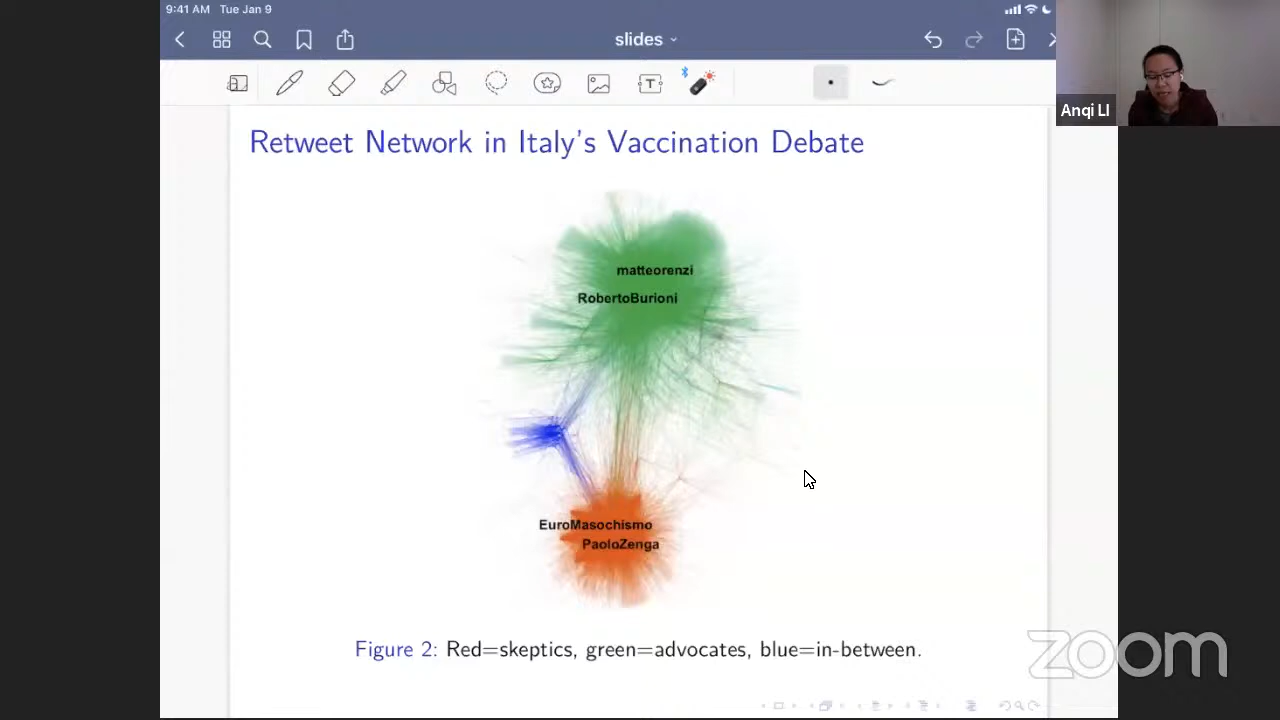 9:41 AM Tue Jan 9
slides
Anqi LI
Retweet Network in Italy's Vaccination Debate
matteorenzi
RobertoBurioni
EuroMasochismo
PaoloZenga
Figure 2: Red=skeptics, green=advocates, blue=in-between.
zoom